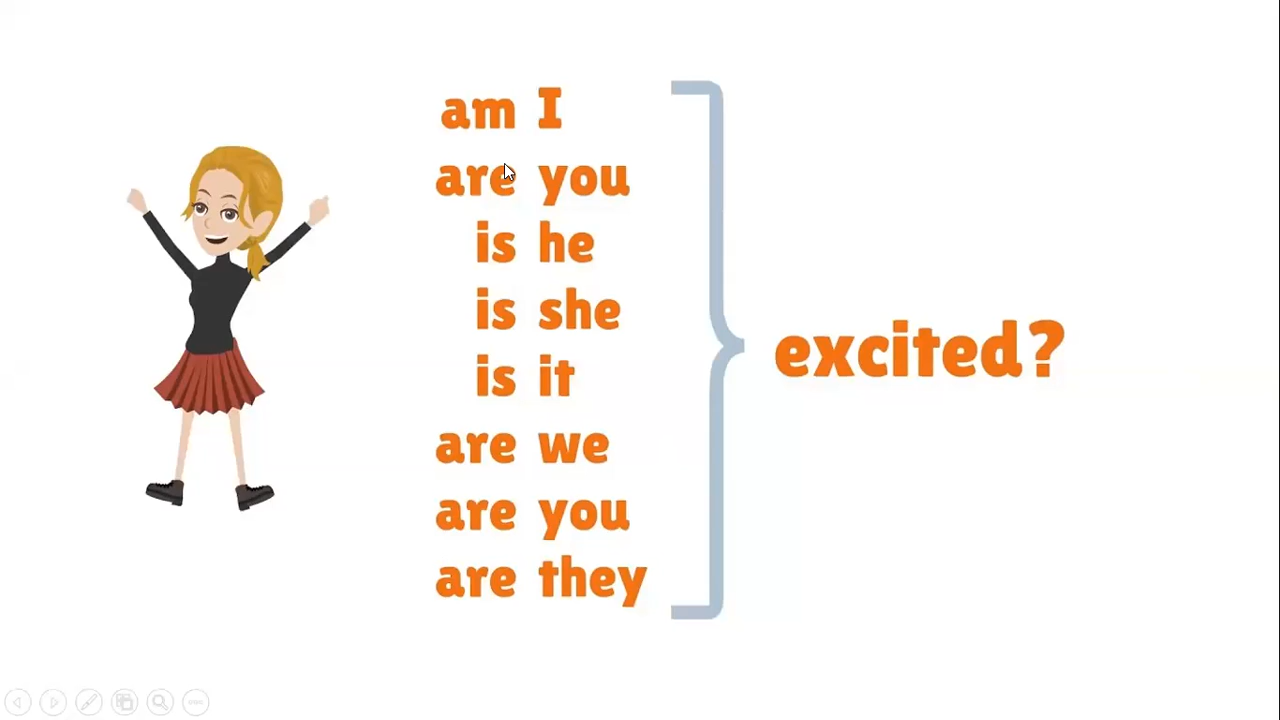 am I
are you
is he
is she
is it
are we
are you
are they
excited?